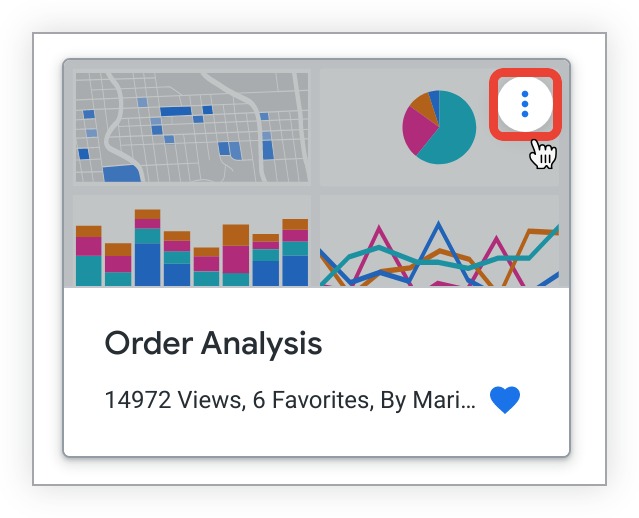 Order Analysis
14972 Views, 6 Favorites, By Mari...